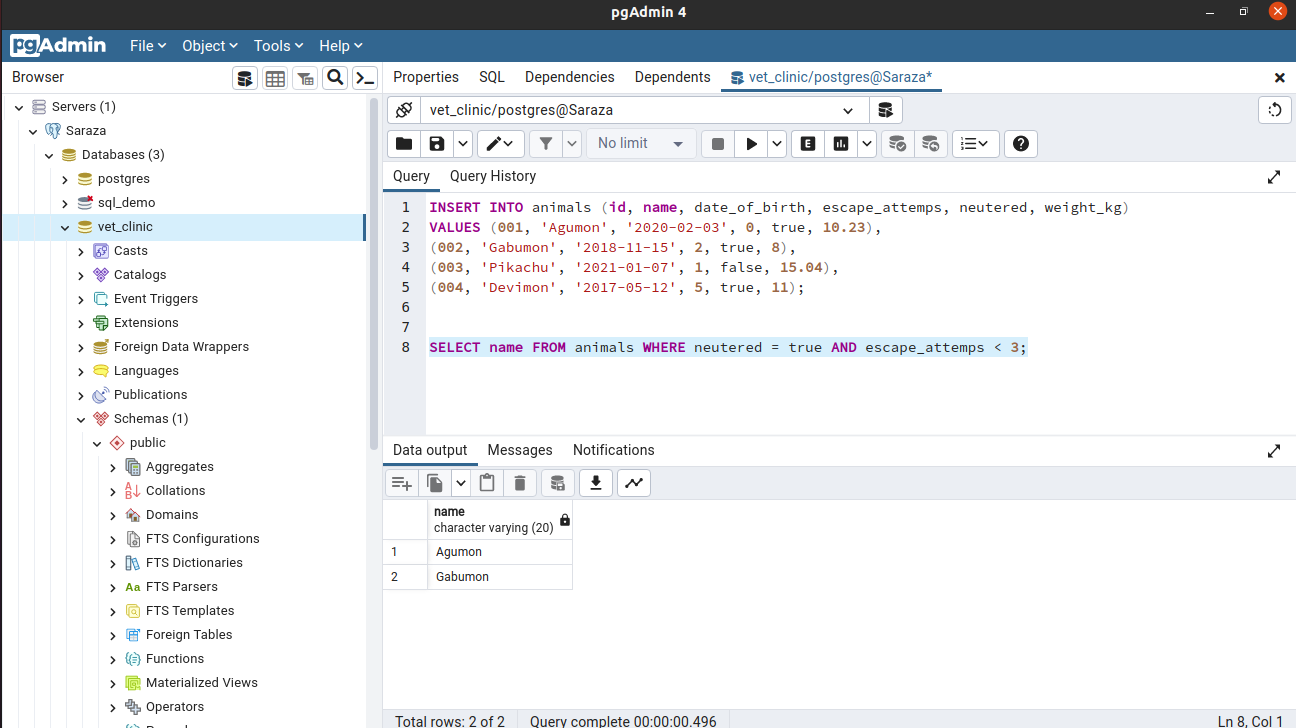 pgAdmin 4
pgAdmin File Object Tools Help
Browser
Properties SQL Dependencies Dependents vet_clinic/postgres@Saraza*
Servers (1)
Saraza
Databases (3)
postgres
sql_demo
vet_clinic
Casts
Catalogs
Event Triggers
Extensions
Foreign Data Wrappers
Languages
Publications
Schemas (1)
public
Aggregates
Collations
Domains
FTS Configurations
FTS Dictionaries
Aa FTS Parsers
FTS Templates
Foreign Tables
Functions
Materialized Views
Operators
vet_clinic/postgres@Saraza
No limit
E
Query Query History
1 INSERT INTO animals (id, name, date_of_birth, escape_attemps, neutered, weight_kg)
2 VALUES (001, 'Agumon', '2020-02-03', 0, true, 10.23),
3 (002, 'Gabumon', '2018-11-15', 2, true, 8),
4 (003, 'Pikachu', '2021-01-07', 1, false, 15.04),
5 (004, 'Devimon', '2017-05-12', 5, true, 11);
6
7
8 SELECT name FROM animals WHERE neutered = true AND escape_attemps < 3;
Data output Messages Notifications
name
character varying (20)
1 Agumon
2 Gabumon
Total rows: 2 of 2 Query complete 00:00:00.496 Ln 8, Col 1